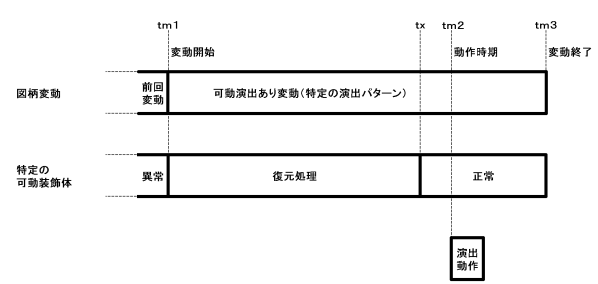 tm1
tx
tm2
tm3
変動開始
動作時期
変動終了
図柄変動
前回
変動
可動演出あり変動(特定の演出パターン)
特定の
可動装飾体
異常
復元処理
正常
演出
動作